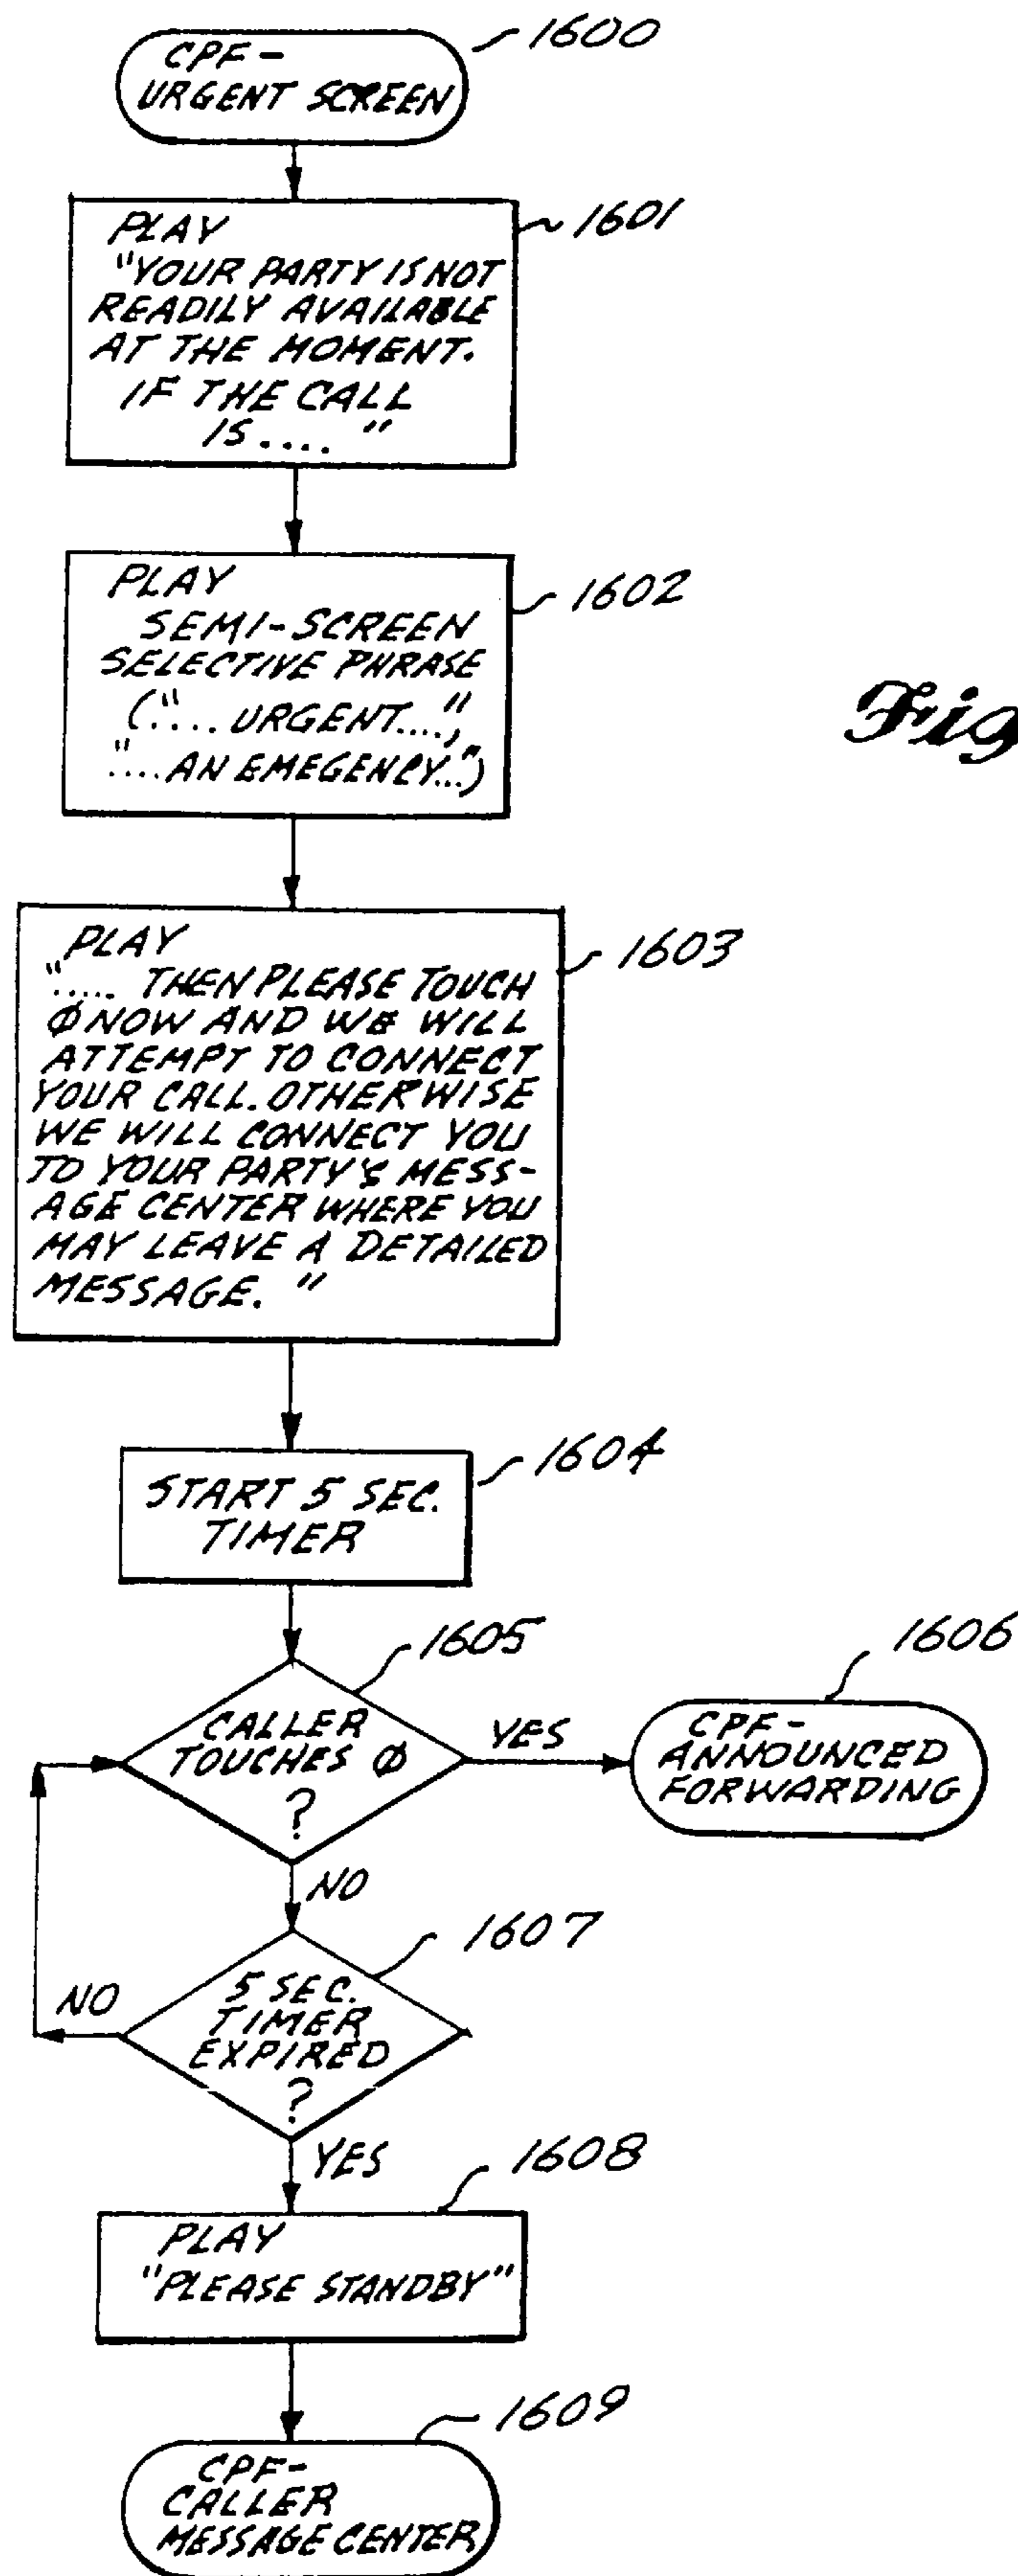 CPF-
URGENT SCREEN
1600
PLAY
"YOUR PARTY IS NOT
READILY AVAILABLE
AT THE MOMENT.
IF THE CALL
IS .... "
1601
PLAY
SEMI-SCREEN
SELECTIVE PHRASE
("....URGENT....,"
"....AN EMEGENCY...")
1602
Fig
PLAY
"..... THEN PLEASE TOUCH
Ø NOW AND WE WILL
ATTEMPT TO CONNECT
YOUR CALL. OTHERWISE
WE WILL CONNECT YOU
TO YOUR PARTY'S MESS-
AGE CENTER WHERE YOU
MAY LEAVE A DETAILED
MESSAGE. "
1603
START 5 SEC.
TIMER
1604
CALLER
TOUCHES Ø
?
1605
YES
CPF-
ANNOUNCED
FORWARDING
1606
NO
5 SEC.
TIMER
EXPIRED
?
1607
NO
YES
PLAY
"PLEASE STANDBY"
1608
CPF-
CALLER
MESSAGE CENTER
1609